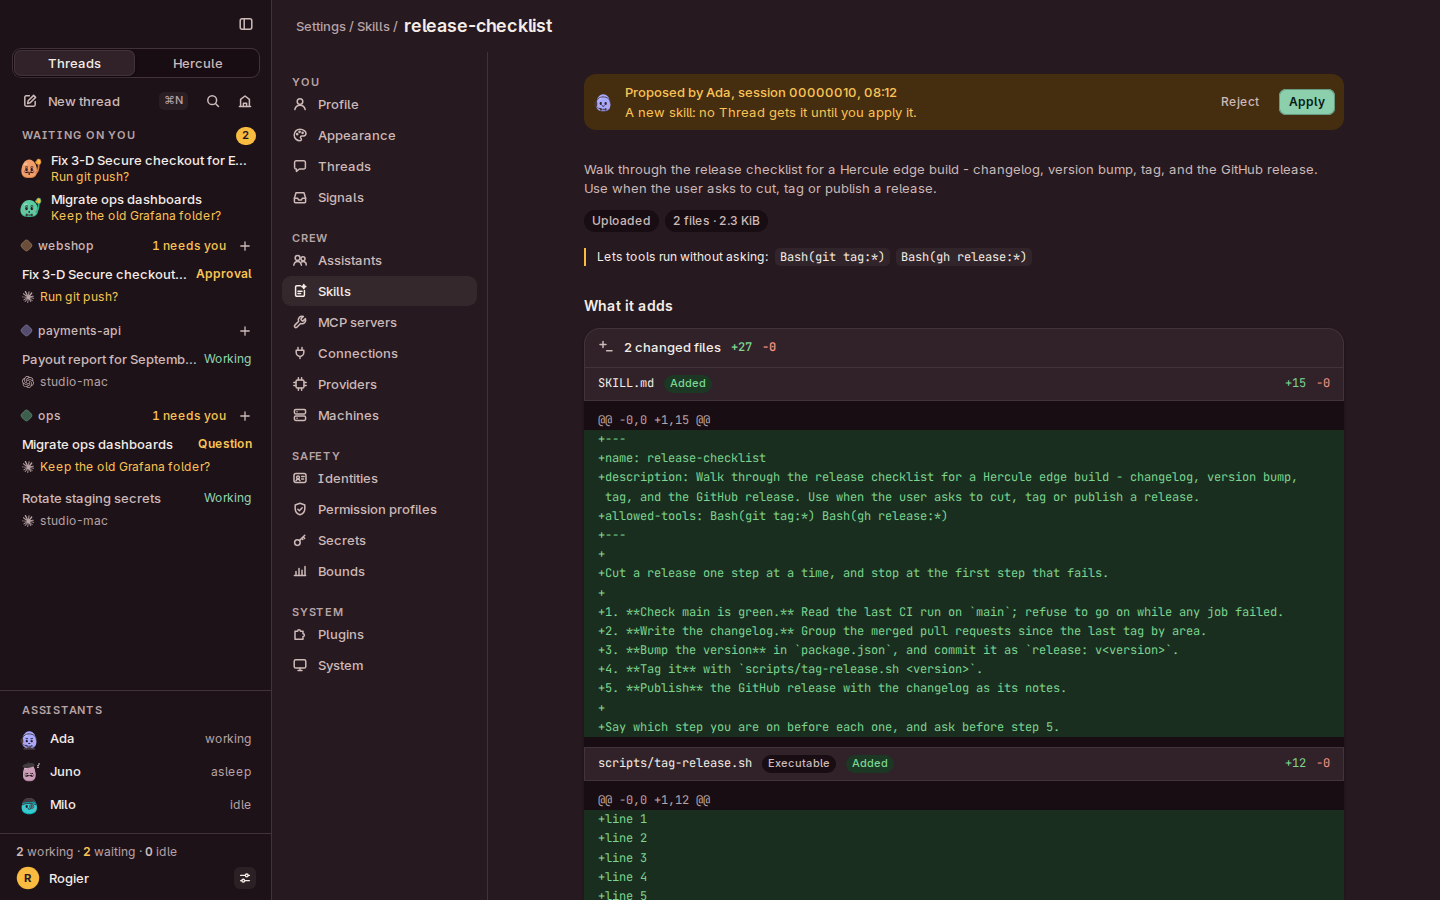 Threads
Hercule
New thread
⌘N
WAITING ON YOU
2
Fix 3-D Secure checkout for E...
Run git push?
Migrate ops dashboards
Keep the old Grafana folder?
webshop
1 needs you
Fix 3-D Secure checkout...
Approval
Run git push?
payments-api
Payout report for Septemb...
Working
studio-mac
ops
1 needs you
Migrate ops dashboards
Question
Keep the old Grafana folder?
Rotate staging secrets
Working
studio-mac
ASSISTANTS
Ada
working
Juno
asleep
Milo
idle
2 working · 2 waiting · 0 idle
R
Rogier
Settings / Skills / release-checklist
YOU
Profile
Appearance
Threads
Signals
CREW
Assistants
Skills
MCP servers
Connections
Providers
Machines
SAFETY
Identities
Permission profiles
Secrets
Bounds
SYSTEM
Plugins
System
Proposed by Ada, session 00000010, 08:12
A new skill: no Thread gets it until you apply it.
Reject
Apply
Walk through the release checklist for a Hercule edge build - changelog, version bump, tag, and the GitHub release.
Use when the user asks to cut, tag or publish a release.
Uploaded
2 files · 2.3 KiB
Lets tools run without asking: Bash(git tag:*) Bash(gh release:*)
What it adds
2 changed files +27 -0
SKILL.md Added +15 -0
@@ -0,0 +1,15 @@
+---
+name: release-checklist
+description: Walk through the release checklist for a Hercule edge build - changelog, version bump,
tag, and the GitHub release. Use when the user asks to cut, tag or publish a release.
+allowed-tools: Bash(git tag:*) Bash(gh release:*)
+---
+
+Cut a release one step at a time, and stop at the first step that fails.
+
+1. **Check main is green.** Read the last CI run on `main`; refuse to go on while any job failed.
+2. **Write the changelog.** Group the merged pull requests since the last tag by area.
+3. **Bump the version** in `package.json`, and commit it as `release: v<version>`.
+4. **Tag it** with `scripts/tag-release.sh <version>`.
+5. **Publish** the GitHub release with the changelog as its notes.
+
+Say which step you are on before each one, and ask before step 5.
scripts/tag-release.sh Executable Added +12 -0
@@ -0,0 +1,12 @@
+line 1
+line 2
+line 3
+line 4
+line 5